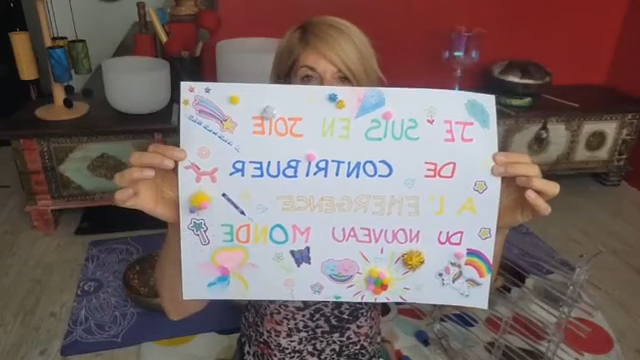 JE SUIS EN JOIE
DE CONTRIBUER
A L'EMERGENCE
DU NOUVEAU MONDE